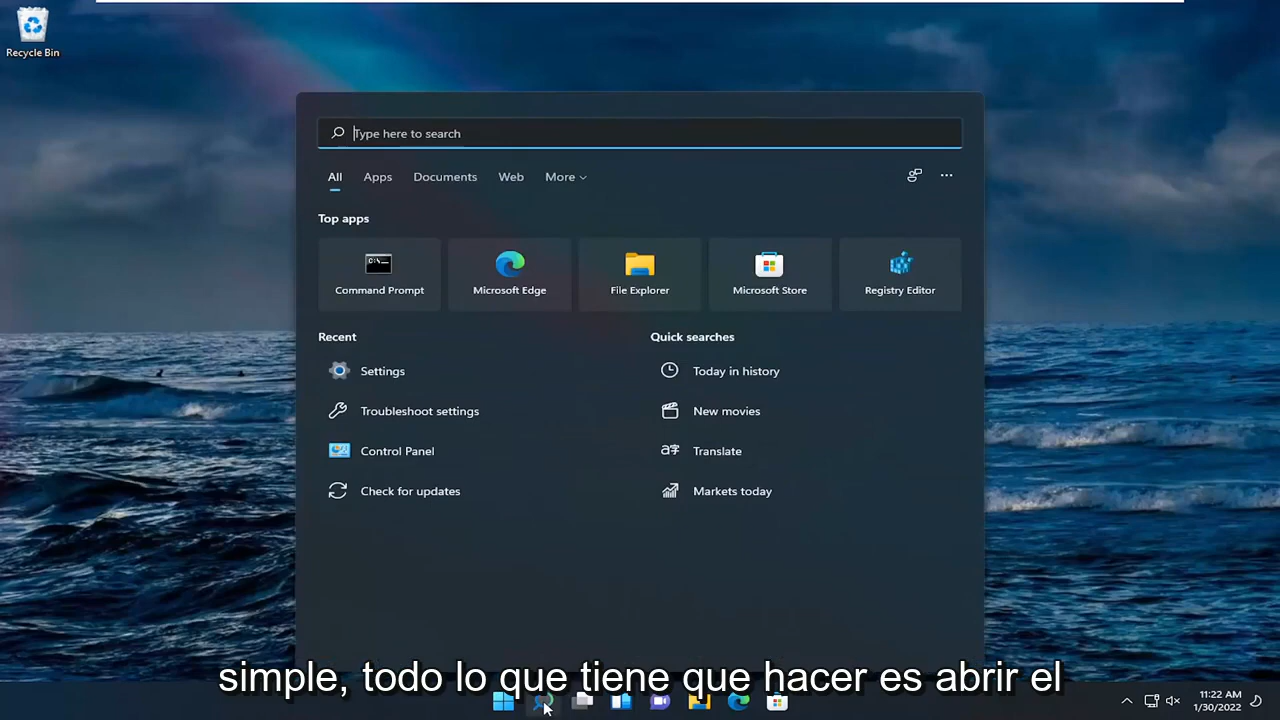 Recycle Bin
Type here to search
All Apps Documents Web More
Top apps
Command Prompt Microsoft Edge File Explorer Microsoft Store Registry Editor
Recent Quick searches
Settings Today in history
Troubleshoot settings New movies
Control Panel Translate
Check for updates Markets today
simple, todo lo que tiene que hacer es abrir el
11:22 AM
1/30/2022